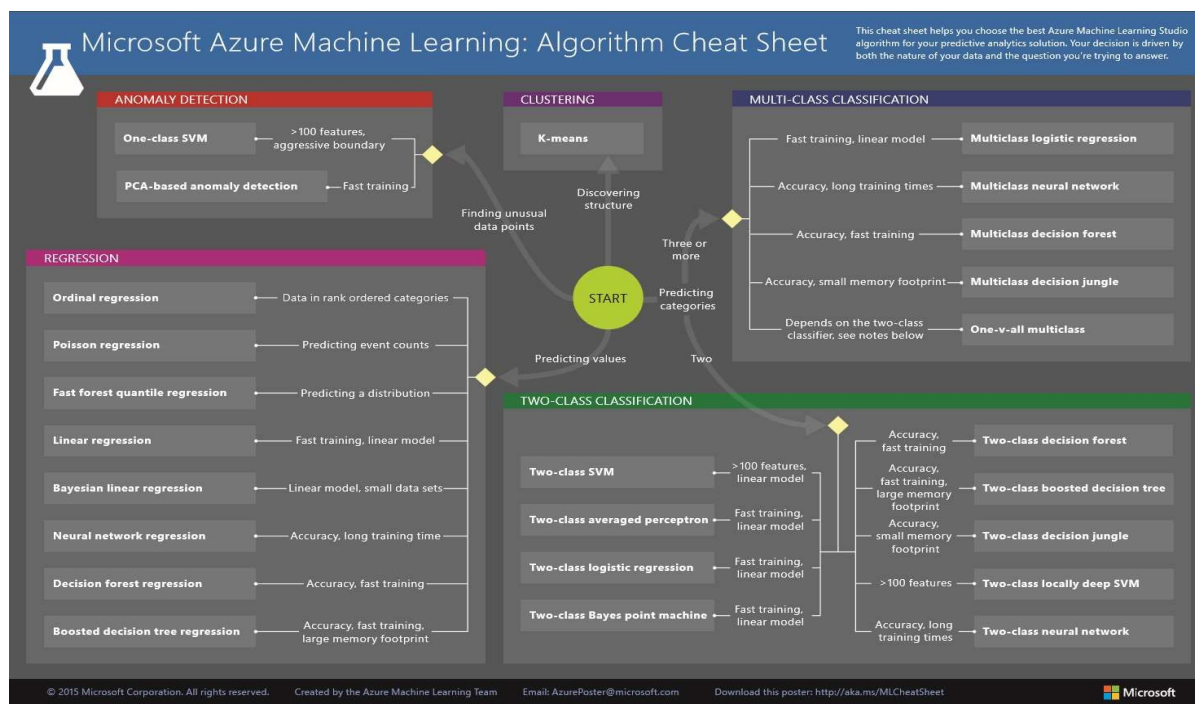 Microsoft Azure Machine Learning: Algorithm Cheat Sheet
This cheat sheet helps you choose the best Azure Machine Learning Studio
algorithm for your predictive analytics solution. Your decision is driven by
both the nature of your data and the question you're trying to answer.
ANOMALY DETECTION
One-class SVM
>100 features,
aggressive boundary
PCA-based anomaly detection
Fast training
CLUSTERING
K-means
MULTI-CLASS CLASSIFICATION
Fast training, linear model
Multiclass logistic regression
Accuracy, long training times
Multiclass neural network
Accuracy, fast training
Multiclass decision forest
Accuracy, small memory footprint
Multiclass decision jungle
Depends on the two-class
classifier, see notes below
One-v-all multiclass
Finding unusual
data points
Discovering
structure
Three or
more
START
Predicting
categories
Predicting values
Two
REGRESSION
Ordinal regression
Data in rank ordered categories
Poisson regression
Predicting event counts
Fast forest quantile regression
Predicting a distribution
Linear regression
Fast training, linear model
Bayesian linear regression
Linear model, small data sets
Neural network regression
Accuracy, long training time
Decision forest regression
Accuracy, fast training
Boosted decision tree regression
Accuracy, fast training,
large memory footprint
TWO-CLASS CLASSIFICATION
Two-class SVM
>100 features,
linear model
Two-class averaged perceptron
Fast training,
linear model
Two-class logistic regression
Fast training,
linear model
Two-class Bayes point machine
Fast training,
linear model
Accuracy,
fast training
Two-class decision forest
Accuracy,
fast training,
large memory
footprint
Two-class boosted decision tree
Accuracy,
small memory
footprint
Two-class decision jungle
>100 features
Two-class locally deep SVM
Accuracy, long
training times
Two-class neural network
© 2015 Microsoft Corporation. All rights reserved.
Created by the Azure Machine Learning Team
Email: AzurePoster@microsoft.com
Download this poster: http://aka.ms/MLCheatSheet
Microsoft